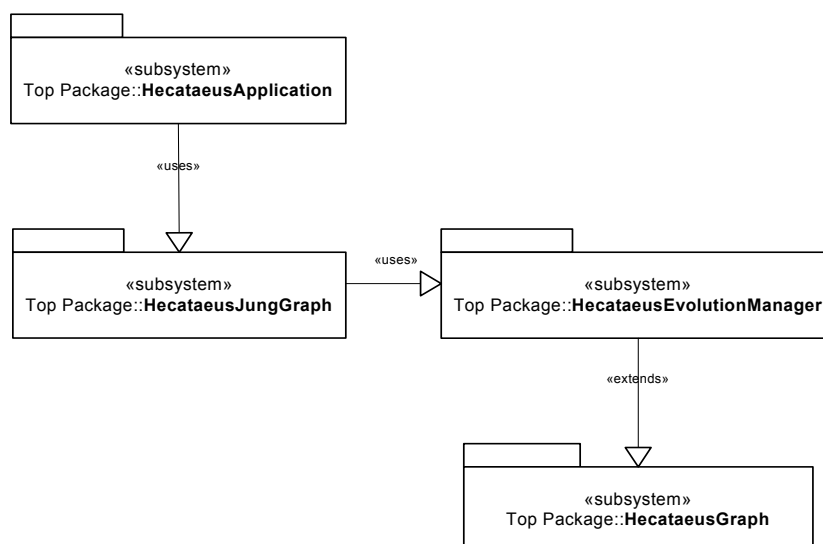 «subsystem»
Top Package::HecataeusApplication
«uses»
«subsystem»
Top Package::HecataeusJungGraph
«uses»
«subsystem»
Top Package::HecataeusEvolutionManager
«extends»
«subsystem»
Top Package::HecataeusGraph